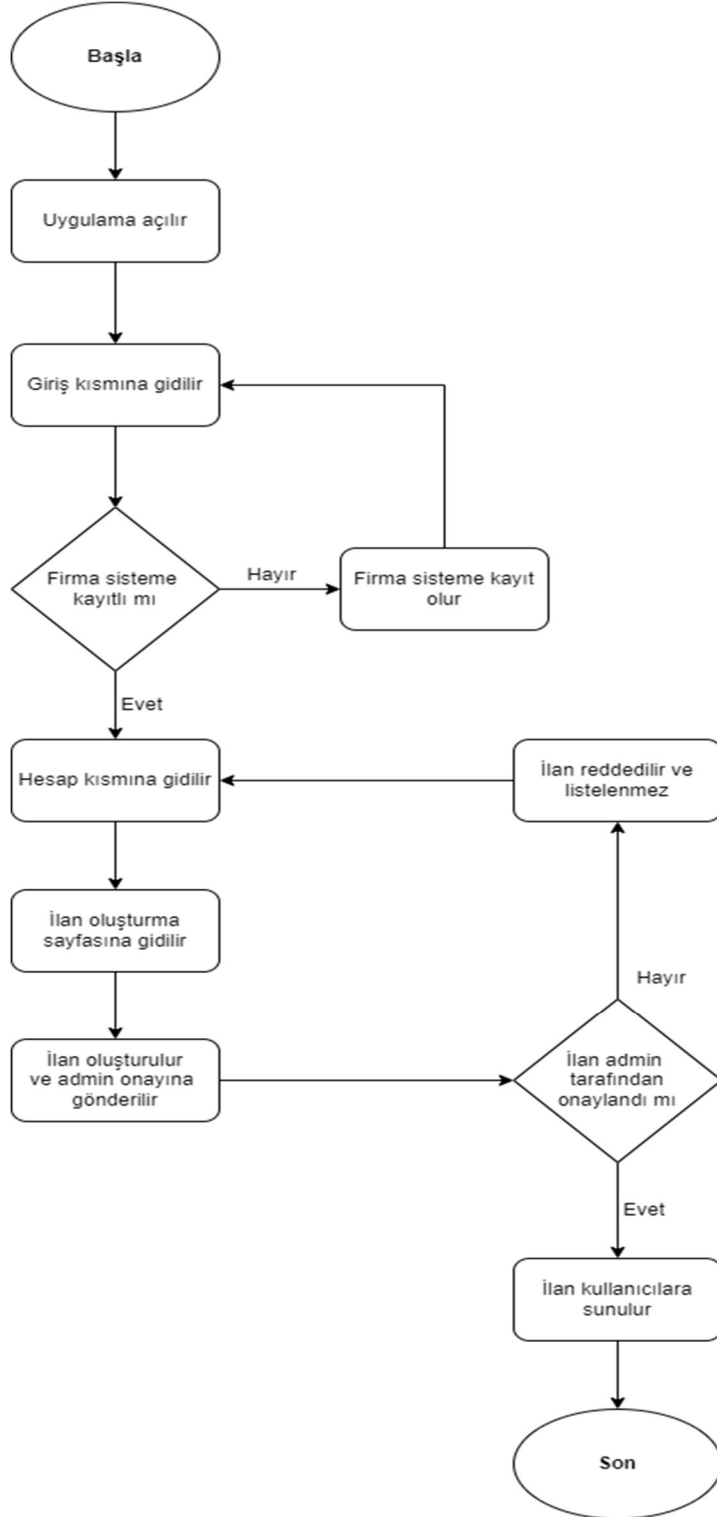 Başla
Uygulama açılır
Giriş kısmına gidilir
Firma sisteme
kayıtlı mı
Hayır
Firma sisteme kayıt
olur
Evet
Hesap kısmına gidilir
İlan reddedilir ve
listelenmez
İlan oluşturma
sayfasına gidilir
Hayır
İlan oluşturulur
ve admin onayına
gönderilir
İlan admin
tarafından
onaylandı mı
Evet
İlan kullanıcılara
sunulur
Son